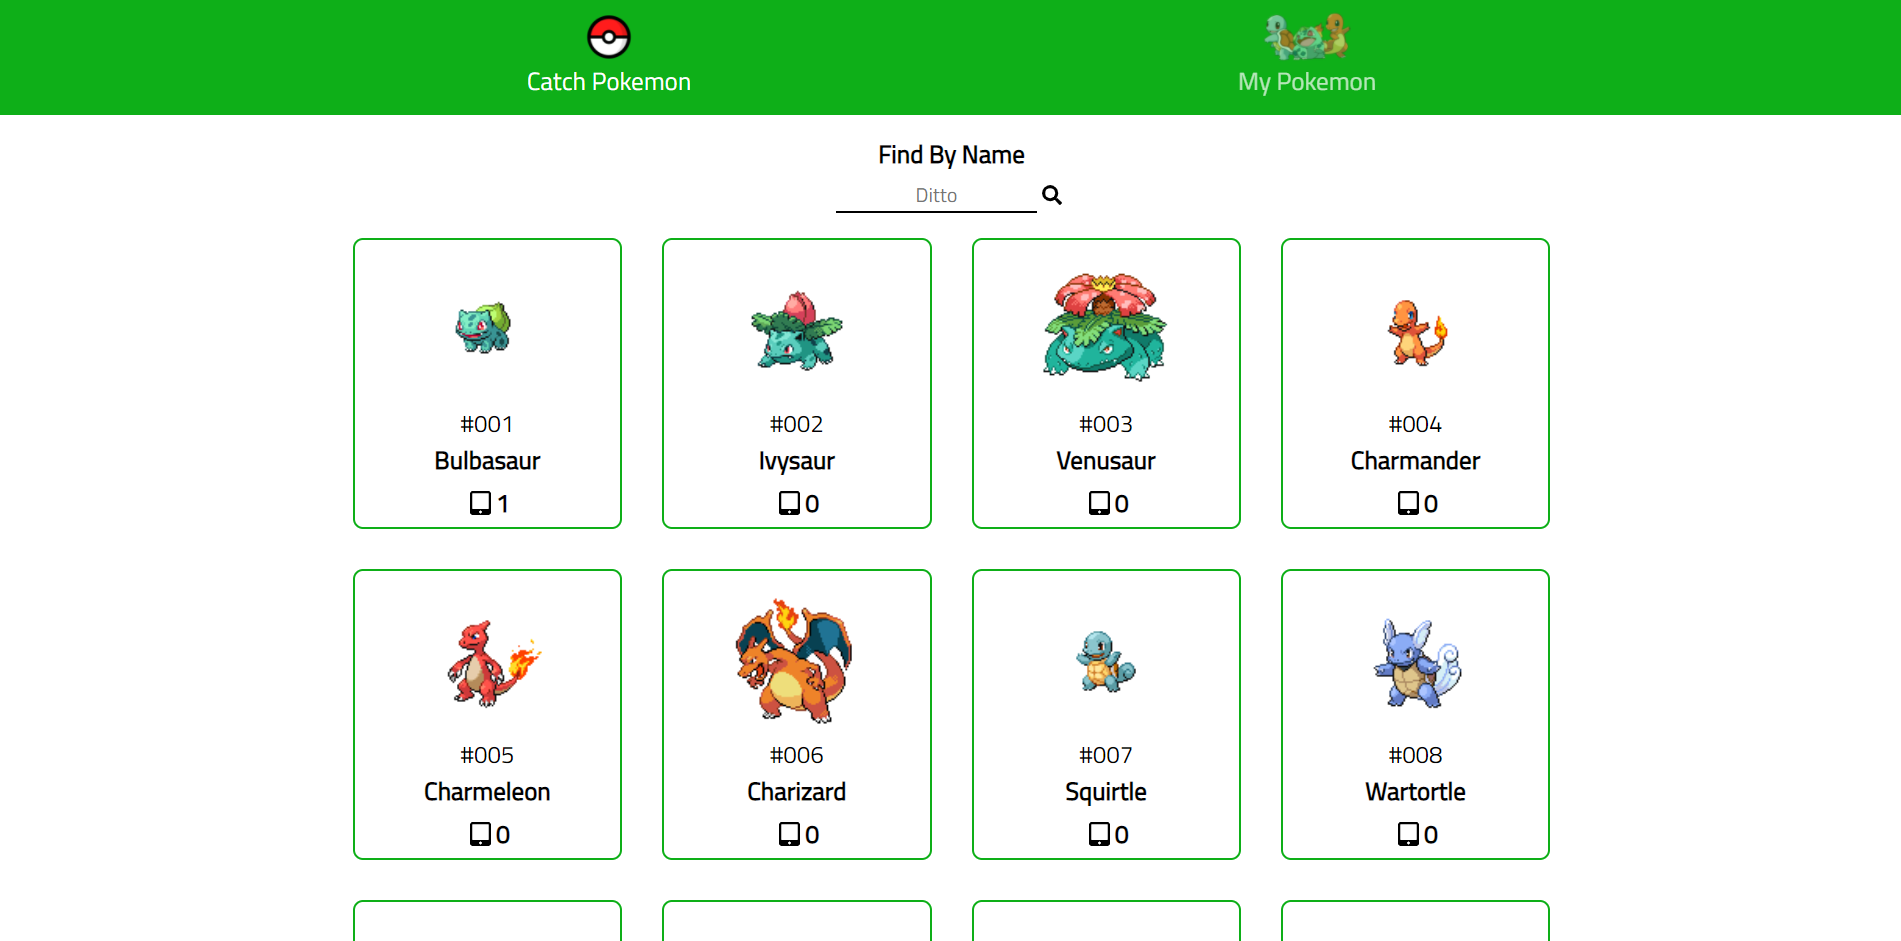 Catch Pokemon
My Pokemon
Find By Name
Ditto
#001
Bulbasaur
1
#002
Ivysaur
0
#003
Venusaur
0
#004
Charmander
0
#005
Charmeleon
0
#006
Charizard
0
#007
Squirtle
0
#008
Wartortle
0